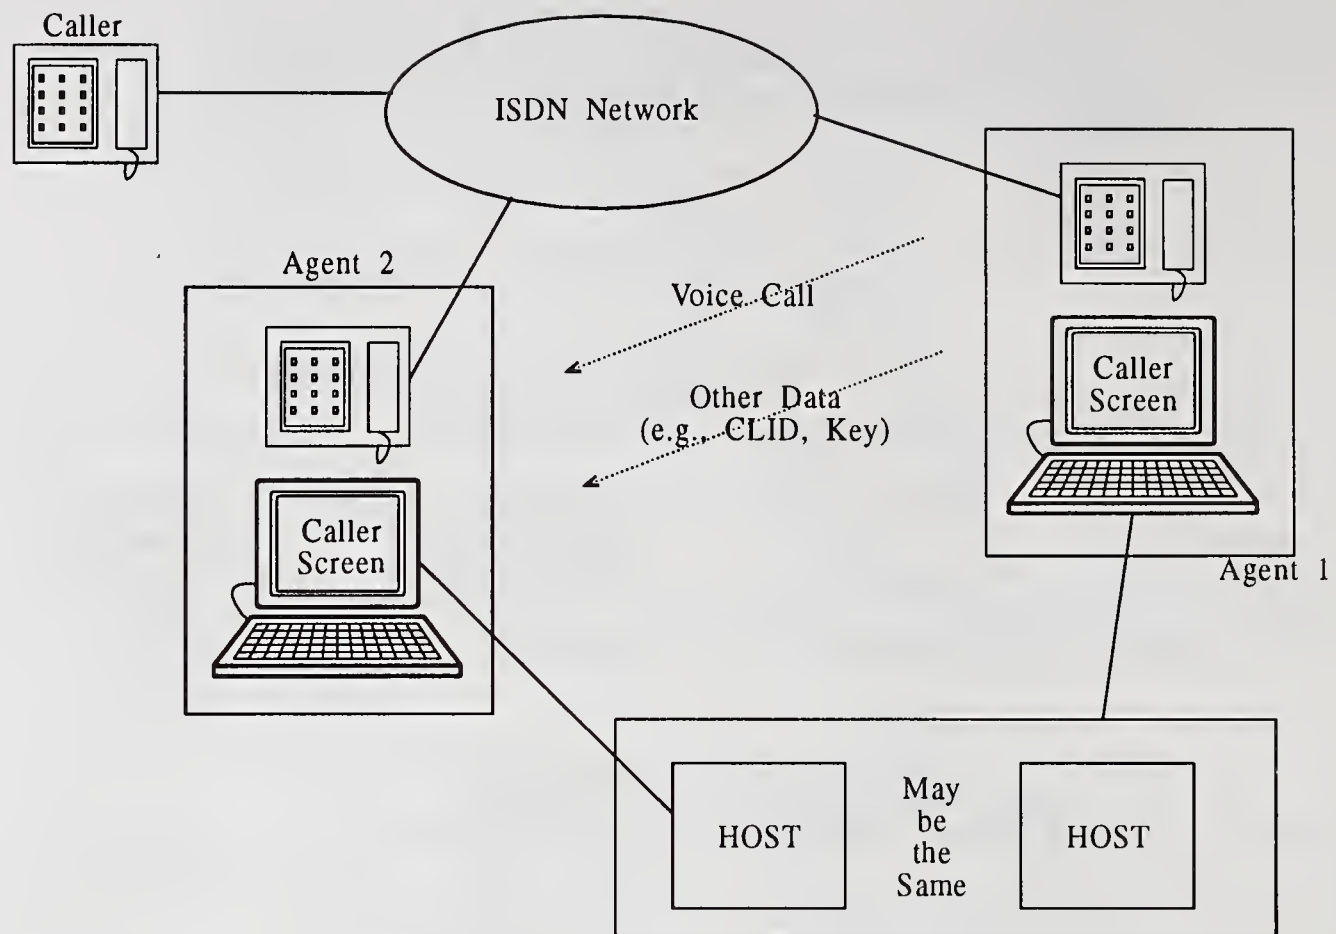 Caller
ISDN Network
Agent 2
Voice Call
Other Data
(e.g., CLID, Key)
Caller
Screen
Agent 1
Caller
Screen
HOST
May
be
the
Same
HOST